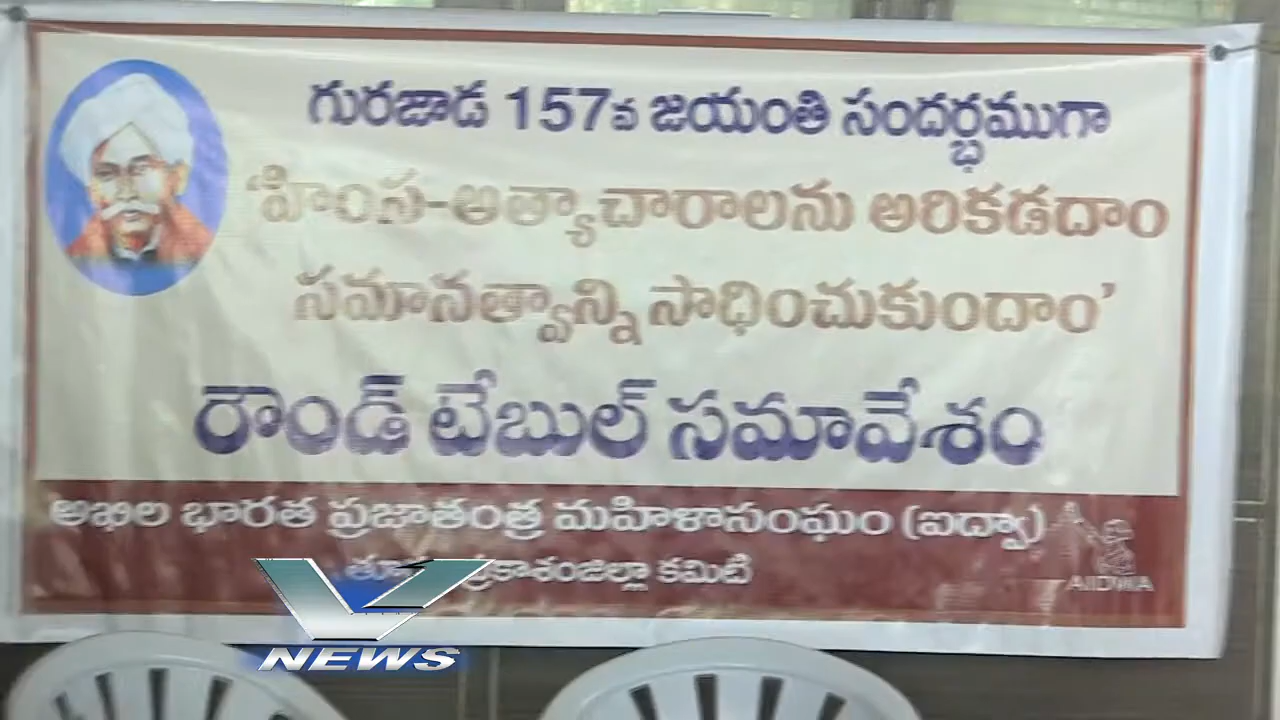 గురజాడ 157వ జయంతి సందర్భముగా
‘హింస-అత్యాచారాలను అరికడదాం
సమానత్వాన్ని సాధించుకుందాం’
రౌండ్ టేబుల్ సమావేశం
అఖిల భారత ప్రజాతంత్ర మహిళాసంఘం (ఐద్వా)
ప్రకాశంజిల్లా కమిటి
AIDWA
V
NEWS